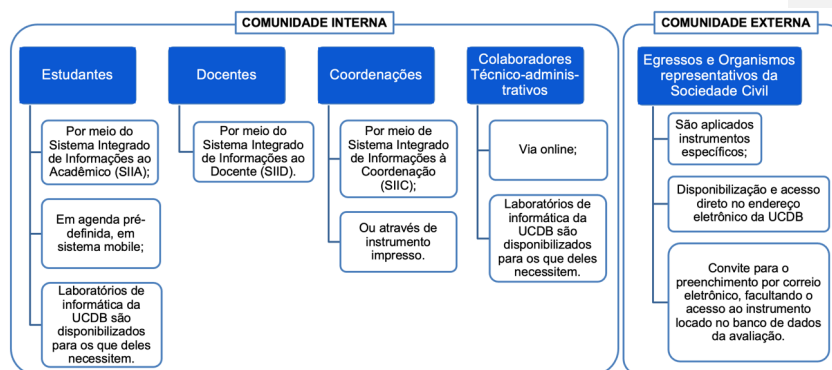 COMUNIDADE INTERNA
Estudantes
Por meio do
Sistema Integrado
de Informações ao
Acadêmico (SIIA);
Em agenda pré-
definida, em
sistema mobile;
Laboratórios de
informática da
UCDB são
disponibilizados
para os que deles
necessitem.
Docentes
Por meio do
Sistema Integrado
de Informações ao
Docente (SIID).
Coordenações
Por meio de
Sistema Integrado
de Informações à
Coordenação
(SIIC);
Ou através de
instrumento
impresso.
Colaboradores
Técnico-adminis-
trativos
Via online;
Laboratórios de
informática da
UCDB são
disponibilizados
para os que deles
necessitem.
COMUNIDADE EXTERNA
Egressos e Organismos
representativos da
Sociedade Civil
São aplicados
instrumentos
específicos;
Disponibilização e acesso
direto no endereço
eletrônico da UCDB
Convite para o
preenchimento por correio
eletrônico, facultando o
acesso ao instrumento
locado no banco de dados
da avaliação.